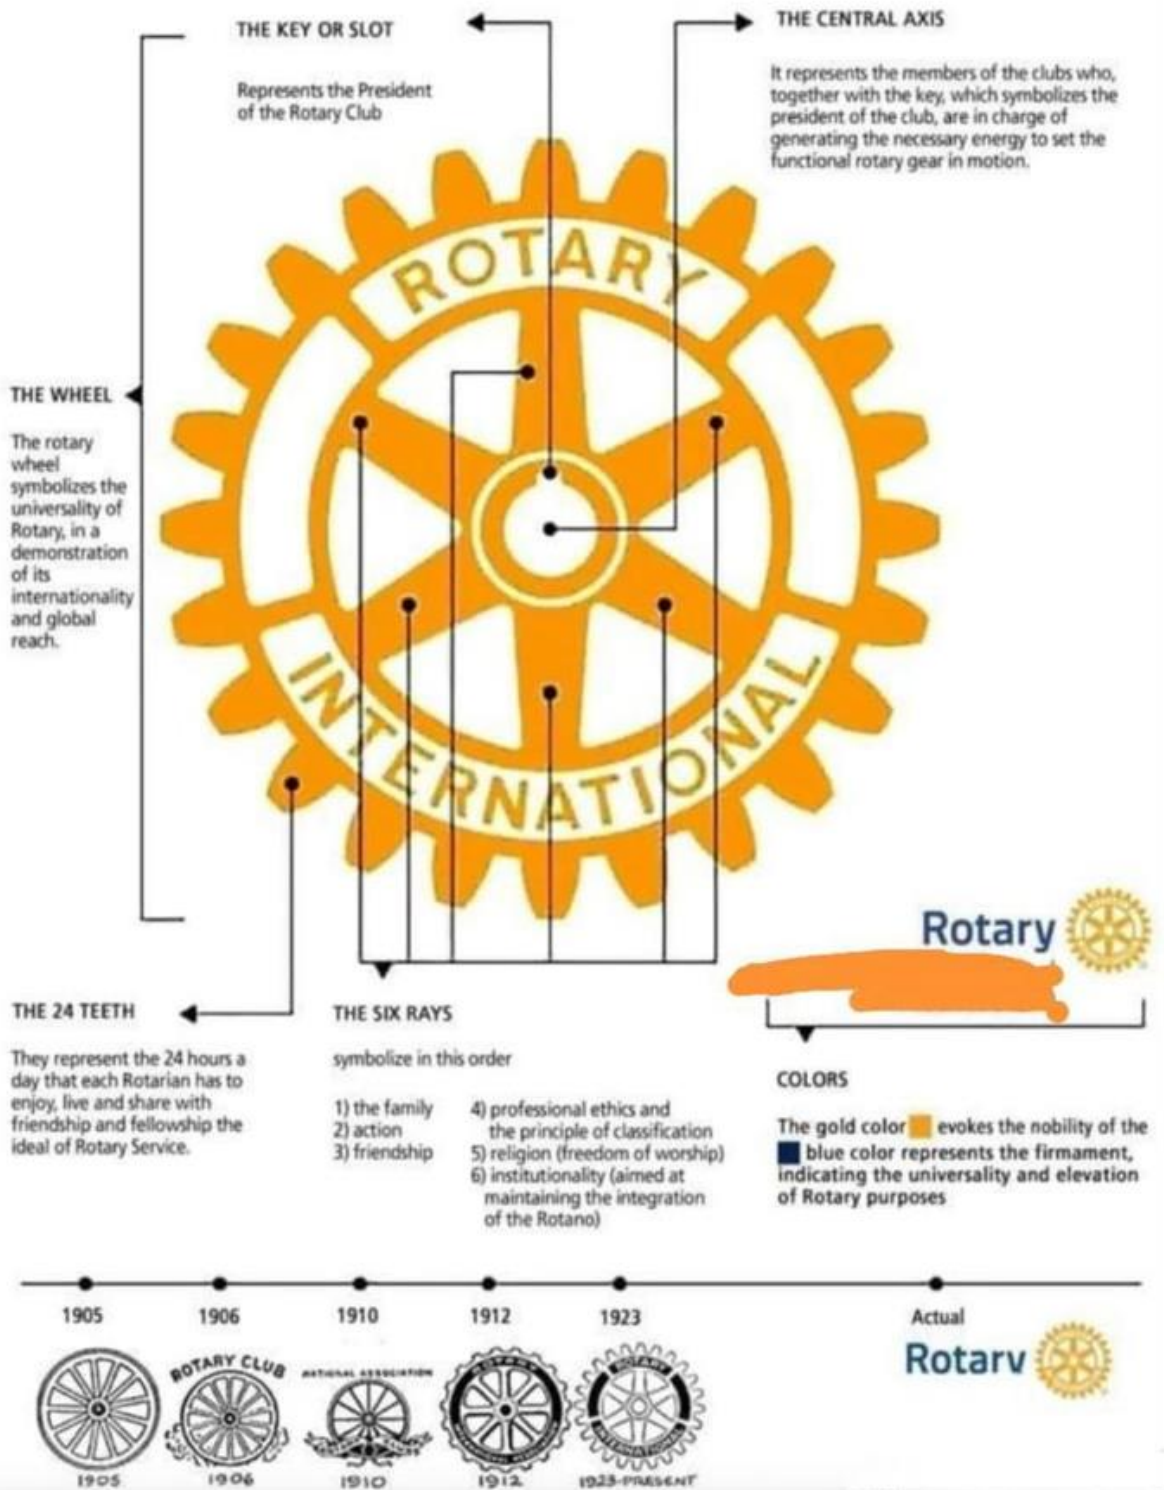 THE KEY OR SLOT
Represents the President
of the Rotary Club
THE CENTRAL AXIS
It represents the members of the clubs who,
together with the key, which symbolizes the
president of the club, are in charge of
generating the necessary energy to set the
functional rotary gear in motion.
ROTARY
INTERNATIONAL
THE WHEEL
The rotary
wheel
symbolizes the
universality of
Rotary, in a
demonstration
of its
internationality
and global
reach.
Rotary
THE 24 TEETH
They represent the 24 hours a
day that each Rotarian has to
enjoy, live and share with
friendship and fellowship the
ideal of Rotary Service.
THE SIX RAYS
symbolize in this order
1) the family
2) action
3) friendship
4) professional ethics and
the principle of classification
5) religion (freedom of worship)
6) institutionality (aimed at
maintaining the integration
of the Rotano)
COLORS
The gold color evokes the nobility of the
blue color represents the firmament,
indicating the universality and elevation
of Rotary purposes
1905
1906
1910
1912
1923
Actual
ROTARY CLUB
NATIONAL ASSOCIATION
ROTARY
ROTARY
INTERNATIONAL
Rotary
1905
1906
1910
1912
1923-PRESENT